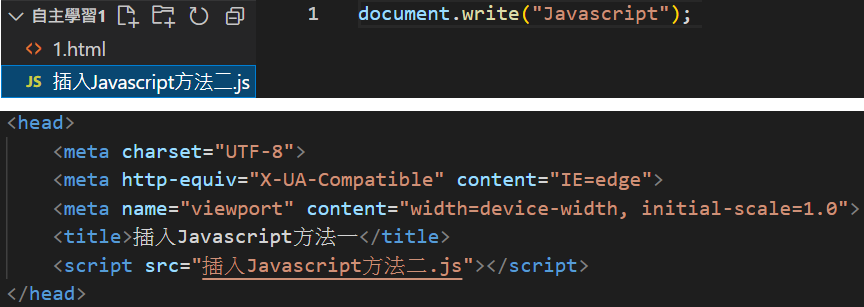 自主學習1
1 document.write("Javascript");
<> 1.html
JS 插入Javascript方法二.js
<head>
<meta charset="UTF-8">
<meta http-equiv="X-UA-Compatible" content="IE=edge">
<meta name="viewport" content="width=device-width, initial-scale=1.0">
<title>插入Javascript方法一</title>
<script src="插入Javascript方法二.js"></script>
</head>